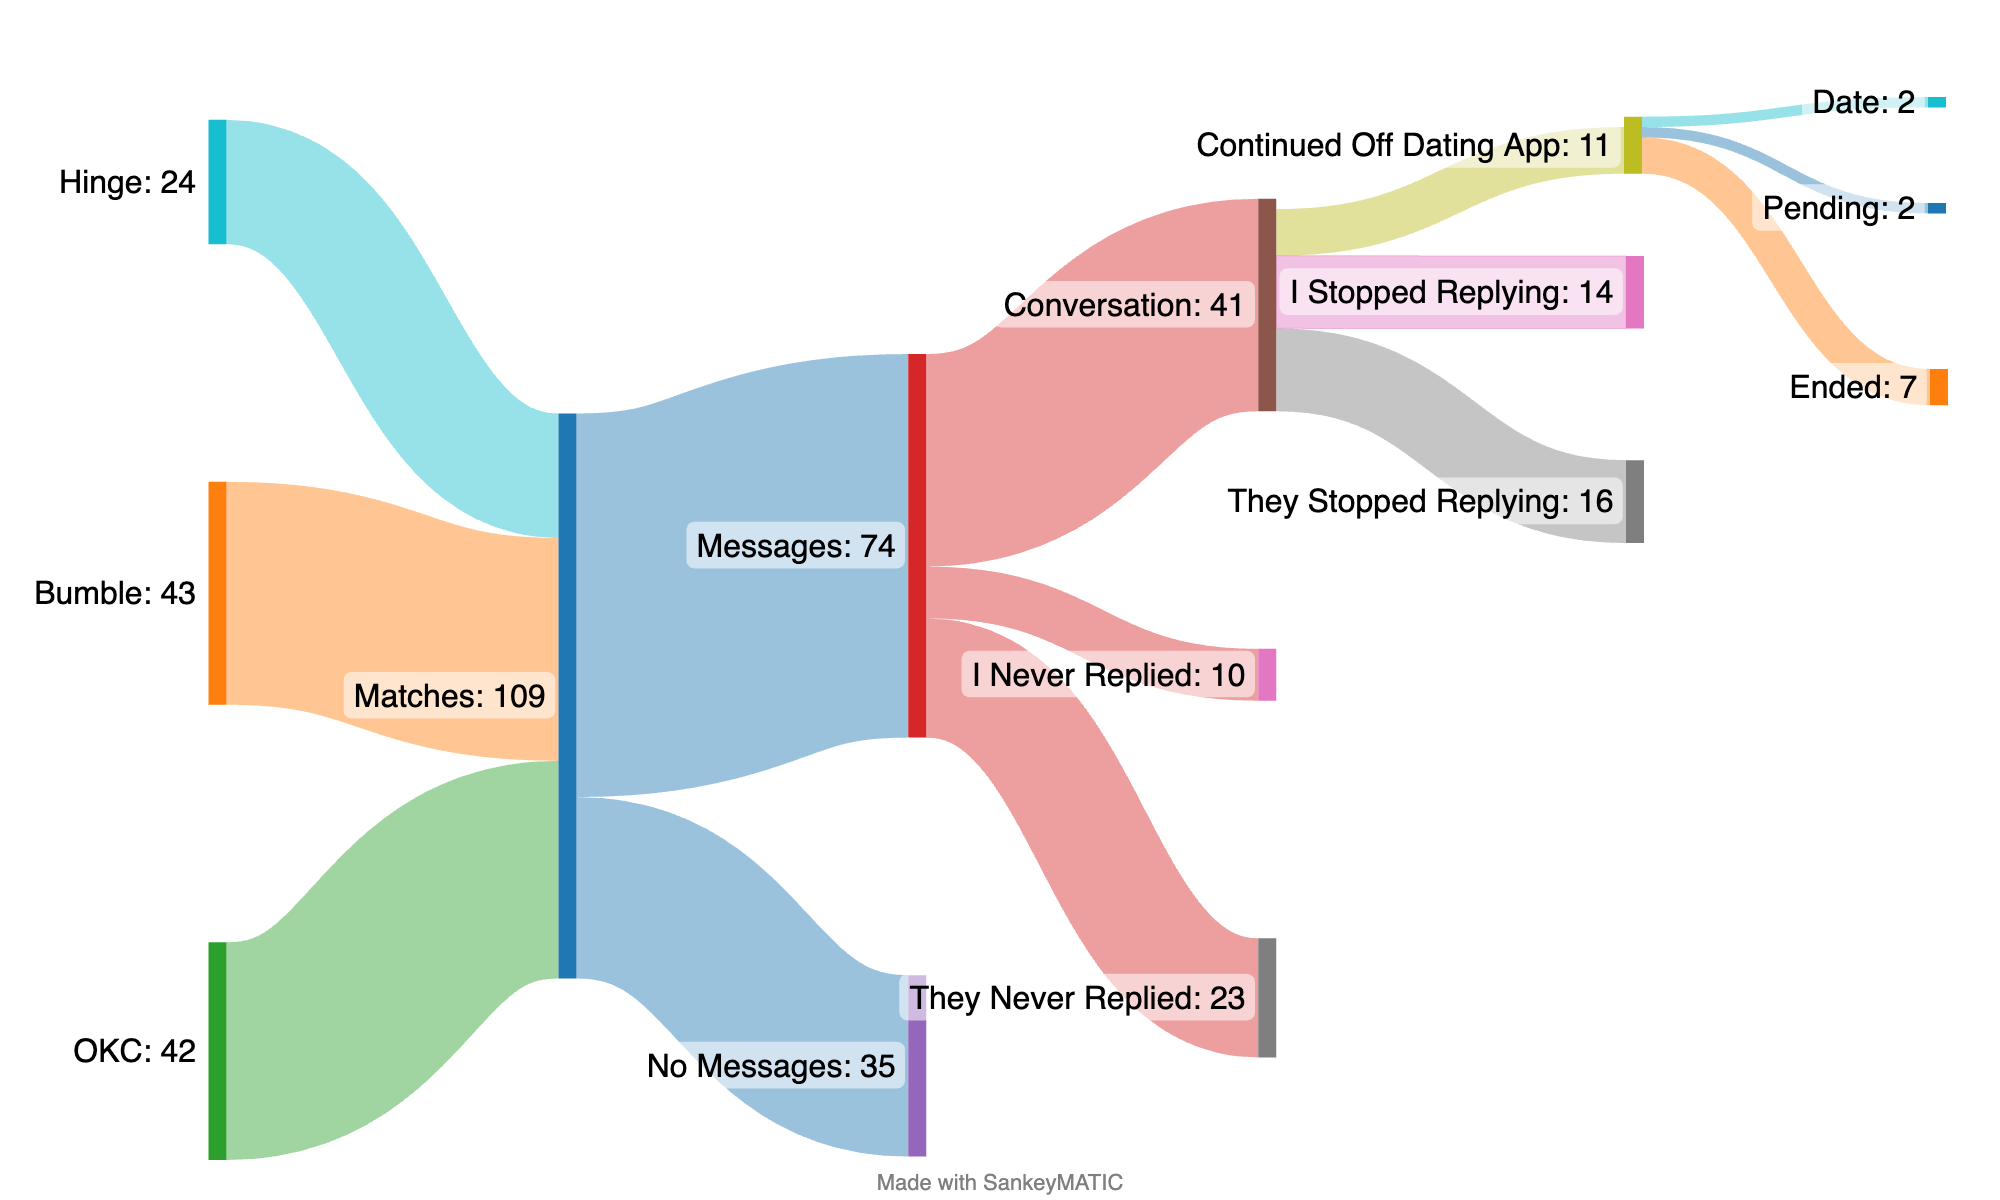 Date: 2
Continued Off Dating App: 11
Hinge: 24
Pending: 2
I Stopped Replying: 14
Conversation: 41
Ended: 7
They Stopped Replying: 16
Messages: 74
Bumble: 43
I Never Replied: 10
Matches: 109
They Never Replied: 23
OKC: 42
No Messages: 35
Made with SankeyMATIC